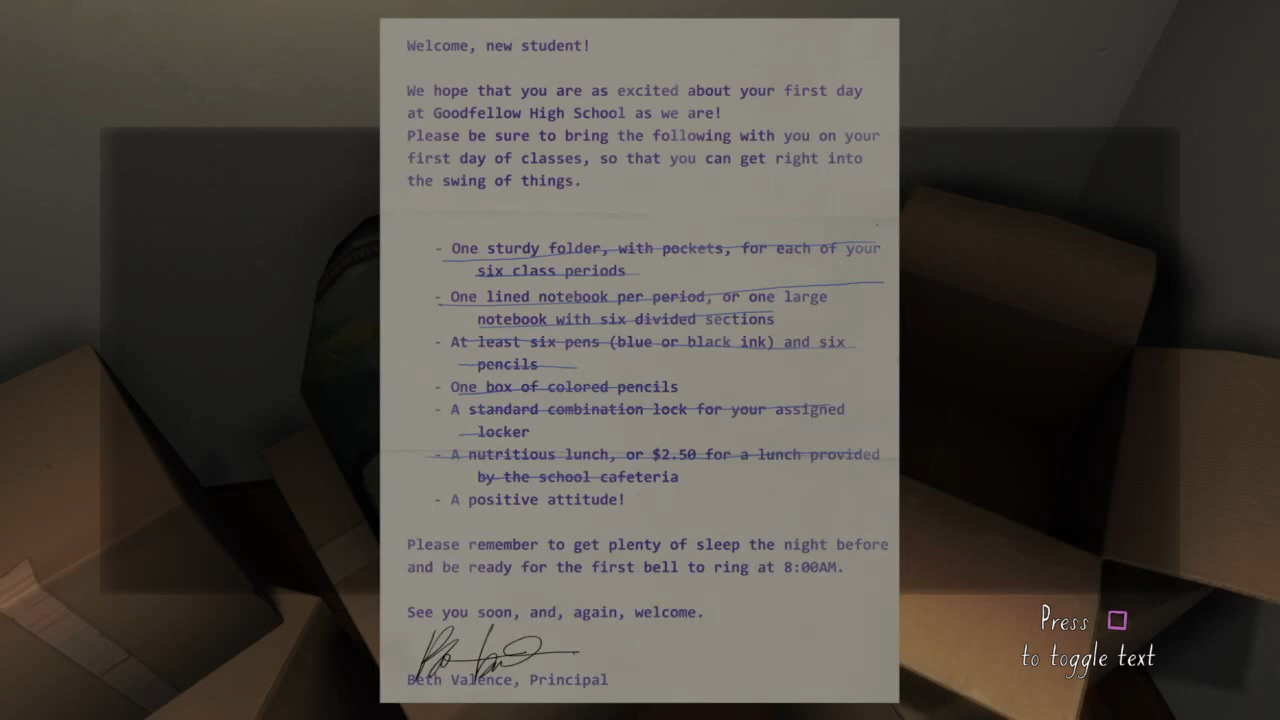 Welcome, new student!
We hope that you are as excited about your first day
at Goodfellow High School as we are!
Please be sure to bring the following with you on your
first day of classes, so that you can get right into
the swing of things.
- One sturdy folder, with pockets, for each of your
six class periods
- One lined notebook per period, or one large
notebook with six divided sections
- At least six pens (blue or black ink) and six
pencils
- One box of colored pencils
- A standard combination lock for your assigned
locker
- A nutritious lunch, or $2.50 for a lunch provided
by the school cafeteria
- A positive attitude!
Please remember to get plenty of sleep the night before
and be ready for the first bell to ring at 8:00AM.
See you soon, and, again, welcome.
Beth Valence, Principal
Press
to toggle text